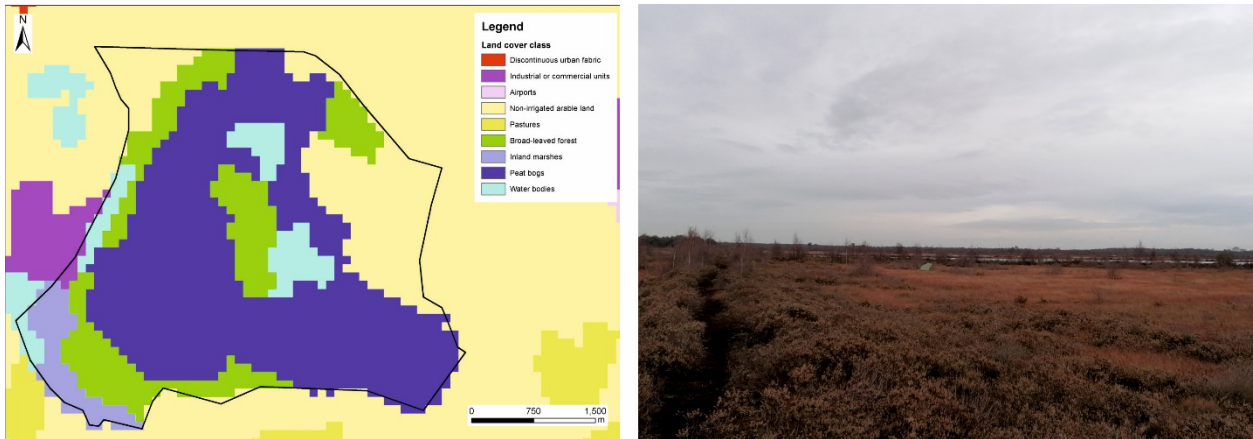 N
Legend
Land cover class
Discontinuous urban fabric
Industrial or commercial units
Airports
Non-irrigated arable land
Pastures
Broad-leaved forest
Inland marshes
Peat bogs
Water bodies
0 750 1,500
m